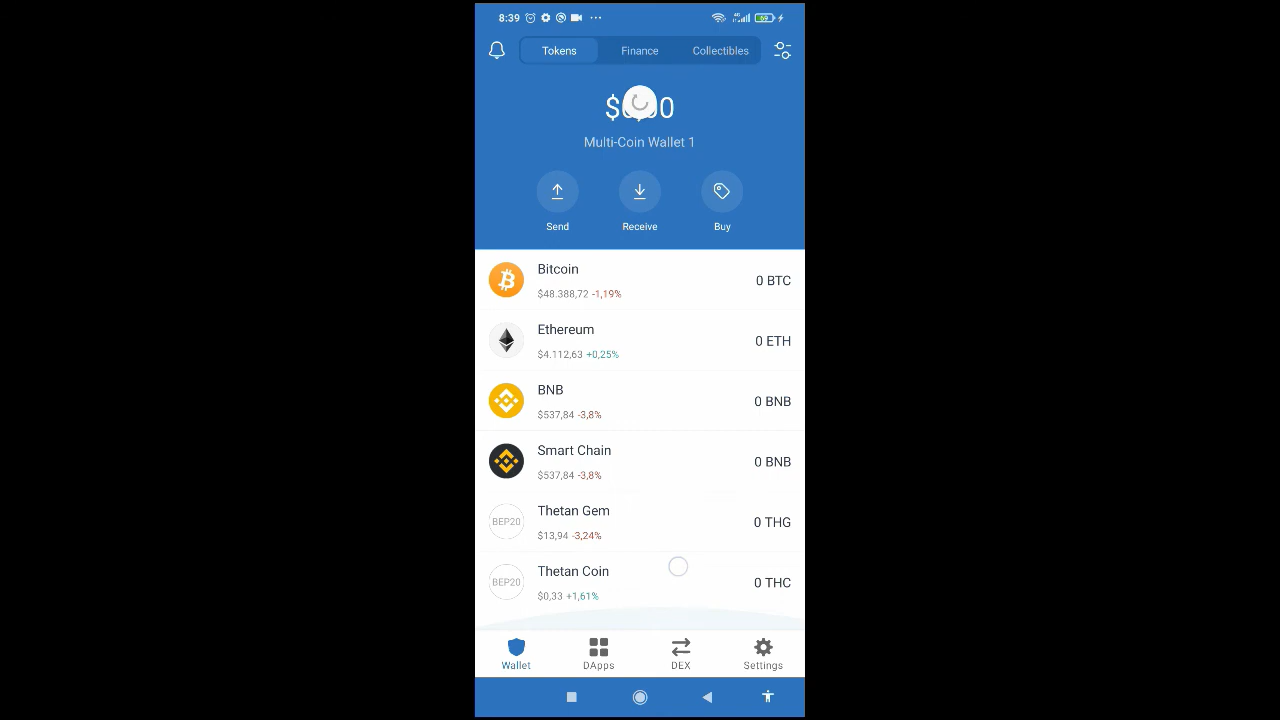 8:39 4G 69
Tokens Finance Collectibles
Multi-Coin Wallet 1
Send Receive Buy
Bitcoin
$48.388,72 -1,19%
0 BTC
Ethereum
$4.112,63 +0,25%
0 ETH
BNB
$537,84 -3,8%
0 BNB
Smart Chain
$537,84 -3,8%
0 BNB
BEP20
Thetan Gem
$13,94 -3,24%
0 THG
BEP20
Thetan Coin
$0,33 +1,61%
0 THC
Wallet DApps DEX Settings